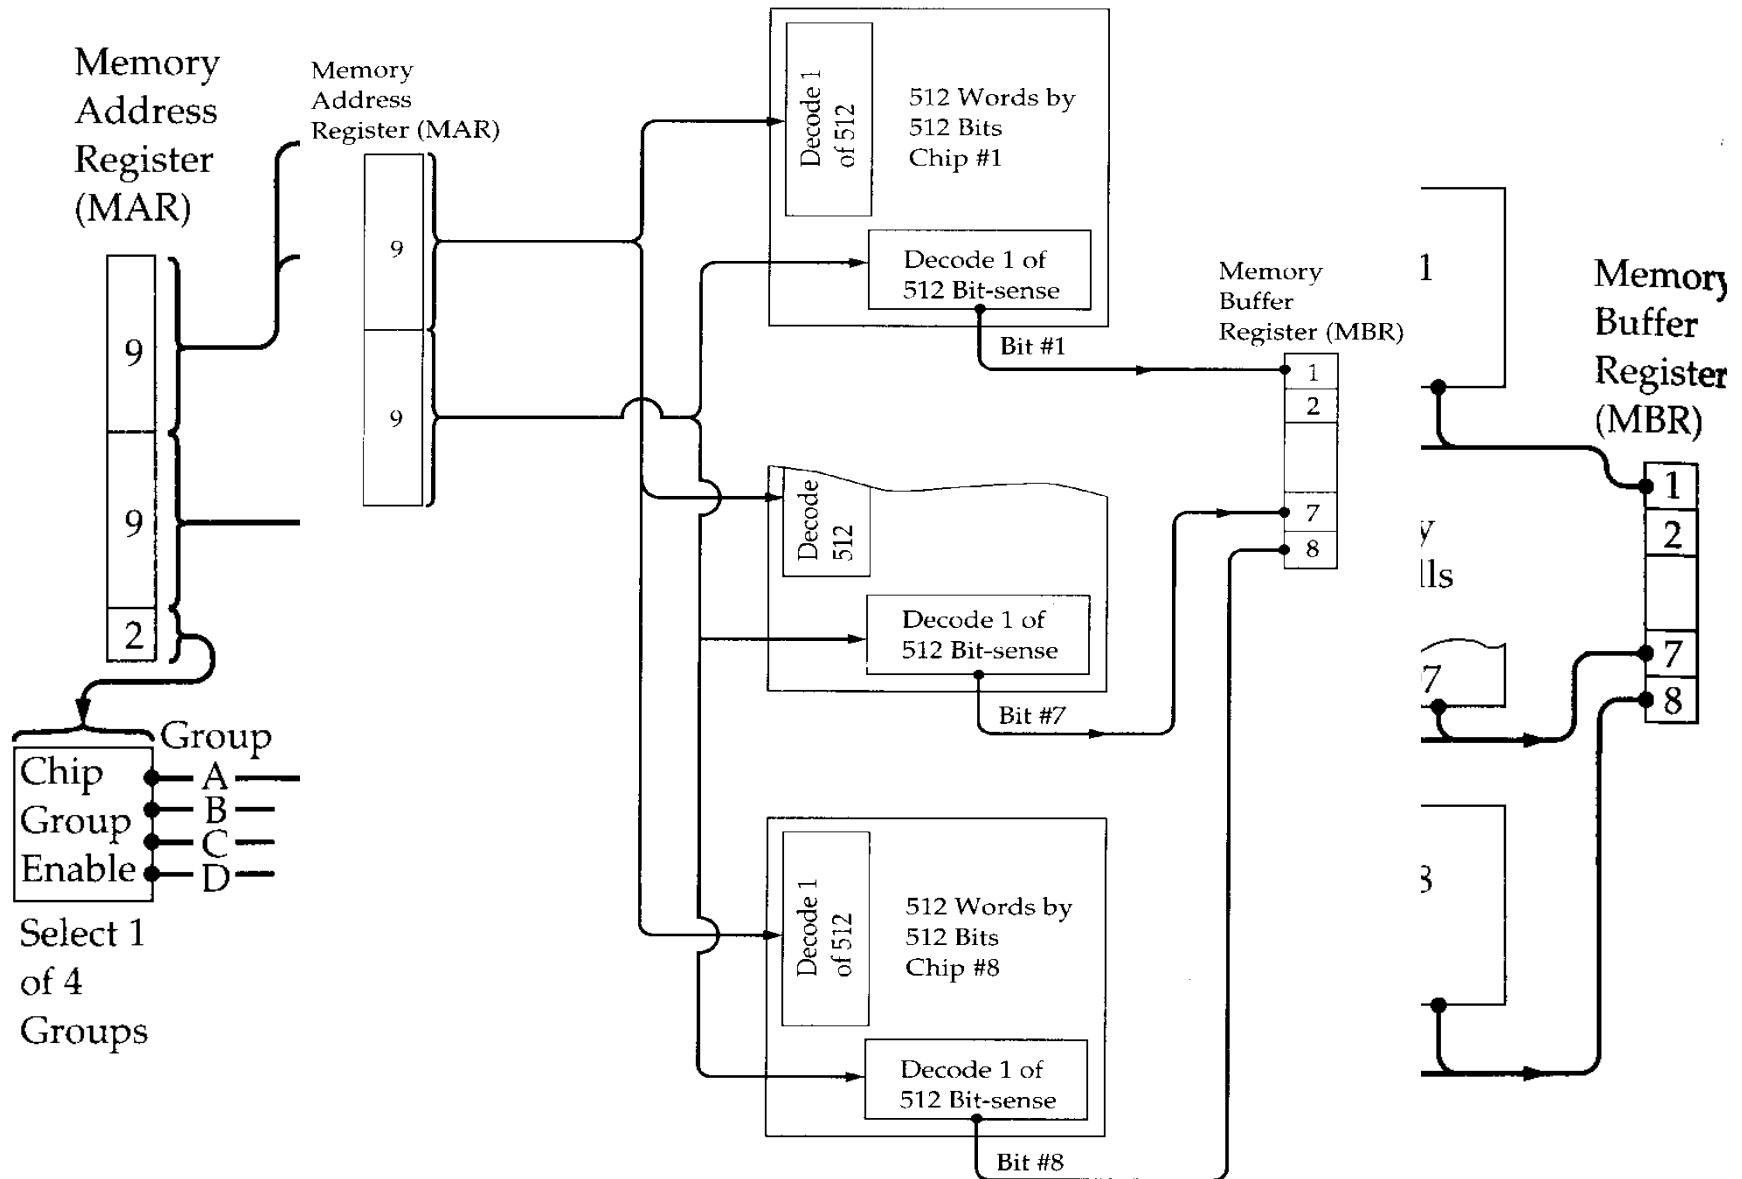 Memory
Address
Register
(MAR)
9
9
2
Group
Chip
Group
Enable
A
B
C
D
Select 1
of 4
Groups
Memory
Address
Register (MAR)
9
9
Decode 1
of 512
512 Words by
512 Bits
Chip #1
Decode 1 of
512 Bit-sense
Bit #1
Decode
512
Decode 1 of
512 Bit-sense
Bit #7
Decode 1
of 512
512 Words by
512 Bits
Chip #8
Decode 1 of
512 Bit-sense
Bit #8
Memory
Buffer
Register (MBR)
1
2
7
8
1
y
lls
7
8
Memory
Buffer
Register
(MBR)
1
2
7
8